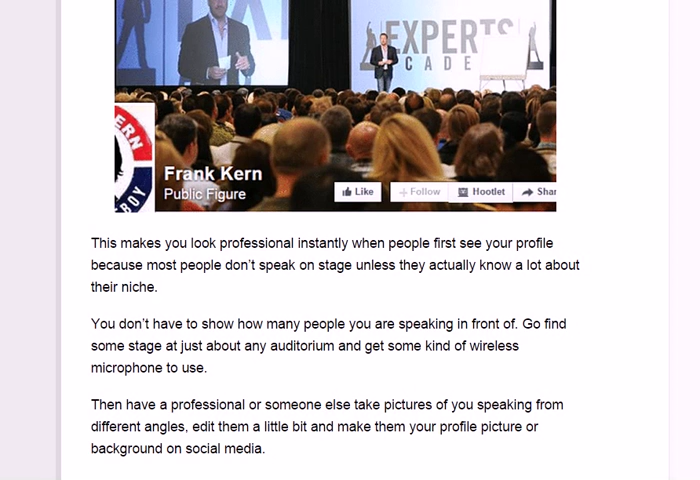 EXPERTS
ACADE
ERN
BOY
Frank Kern
Public Figure
Like
Follow
Hootlet
Shar
This makes you look professional instantly when people first see your profile
because most people don’t speak on stage unless they actually know a lot about
their niche.
You don’t have to show how many people you are speaking in front of. Go find
some stage at just about any auditorium and get some kind of wireless
microphone to use.
Then have a professional or someone else take pictures of you speaking from
different angles, edit them a little bit and make them your profile picture or
background on social media.